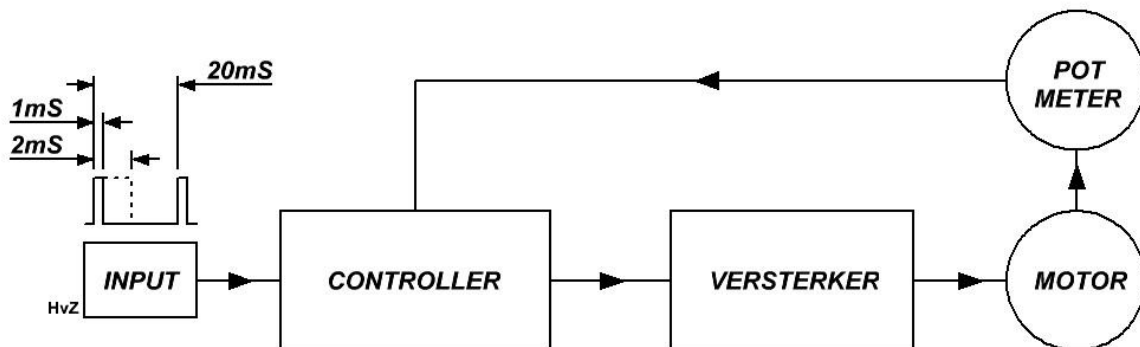 20mS
1mS
2mS
POT
METER
INPUT
CONTROLLER
VERSTERKER
MOTOR
HvZ